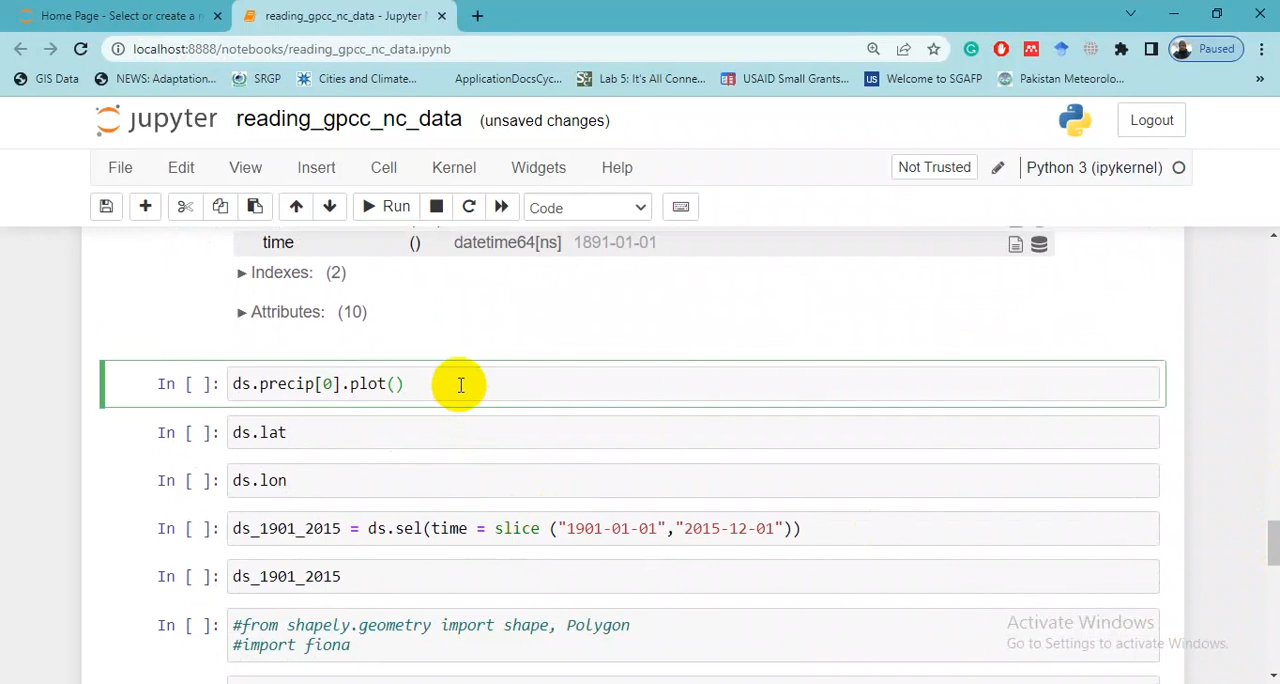 Home Page - Select or create a n
reading_gpcc_nc_data - Jupyter
localhost:8888/notebooks/reading_gpcc_nc_data.ipynb
Paused
GIS Data
NEWS: Adaptation...
SRGP
Cities and Climate...
ApplicationDocsCyc...
Lab 5: It's All Conne...
USAID Small Grants...
US
Welcome to SGAFP
Pakistan Meteorolo...
»
jupyter
reading_gpcc_nc_data
(unsaved changes)
Logout
File Edit View Insert Cell Kernel Widgets Help
Not Trusted
Python 3 (ipykernel)
Run
Code
time () datetime64[ns] 1891-01-01
Indexes: (2)
Attributes: (10)
In [ ]: ds.precip[0].plot()
In [ ]: ds.lat
In [ ]: ds.lon
In [ ]: ds_1901_2015 = ds.sel(time = slice ("1901-01-01","2015-12-01"))
In [ ]: ds_1901_2015
In [ ]: #from shapely.geometry import shape, Polygon
#import fiona
Activate Windows
Go to Settings to activate Windows.